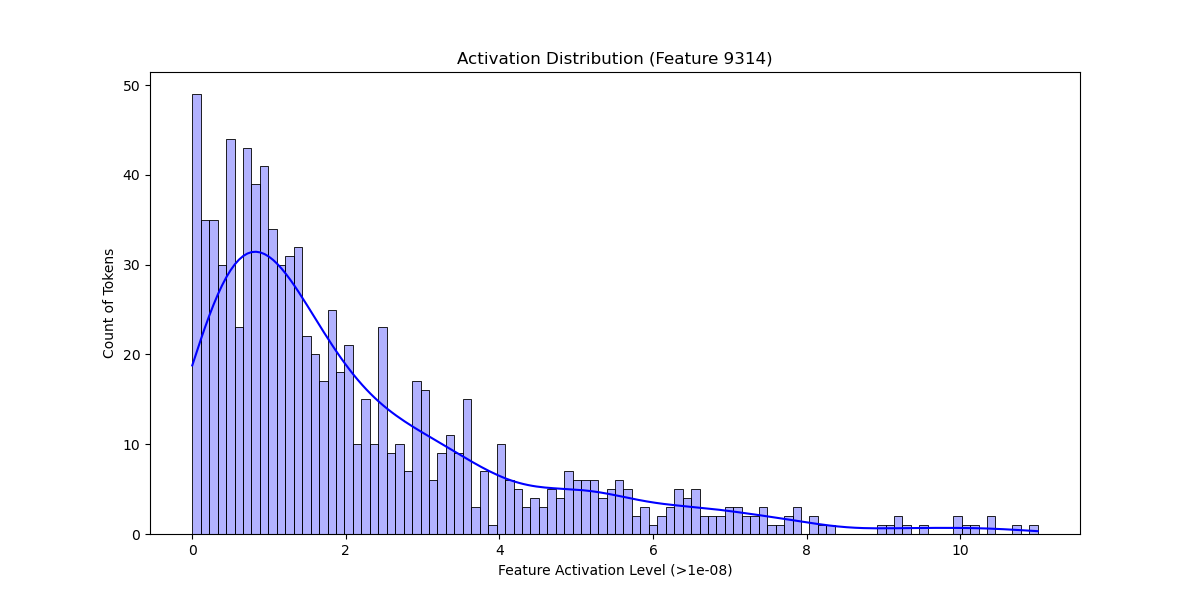 Activation Distribution (Feature 9314)
50
40
30
20
10
0
Count of Tokens
0 2 4 6 8 10
Feature Activation Level (>1e-08)